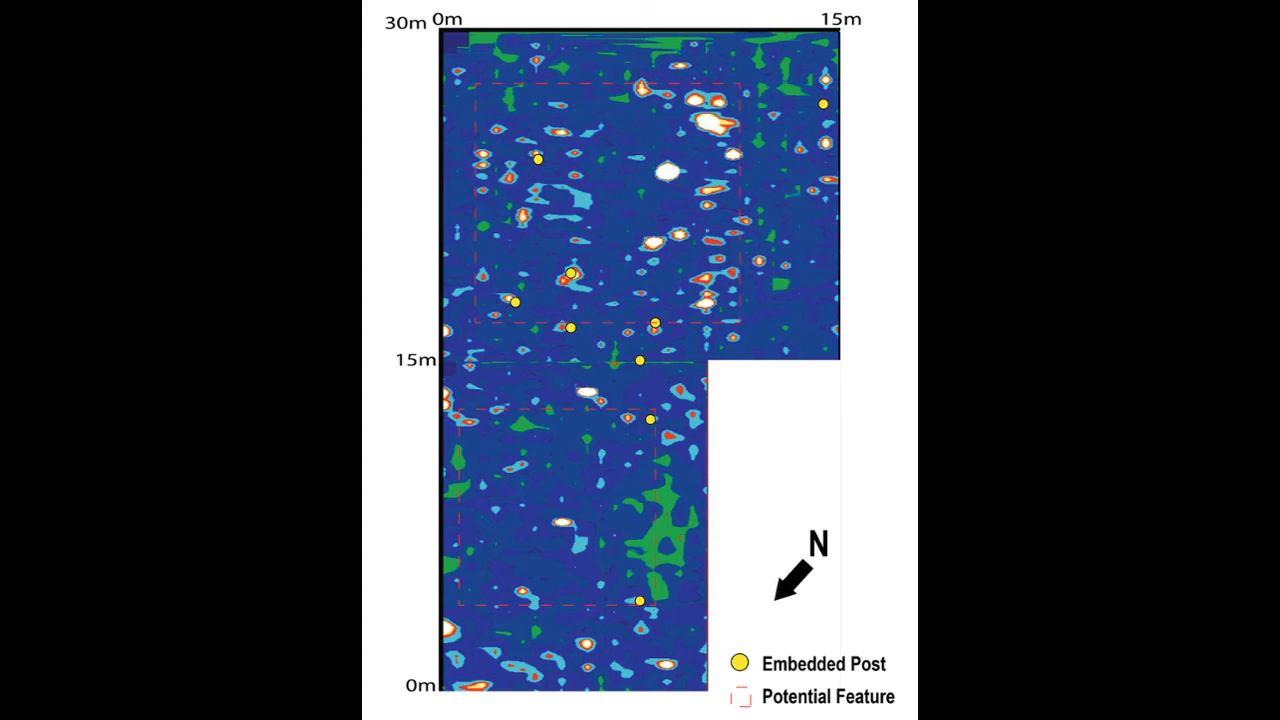 30m 0m 15m
15m
0m
N
Embedded Post
Potential Feature